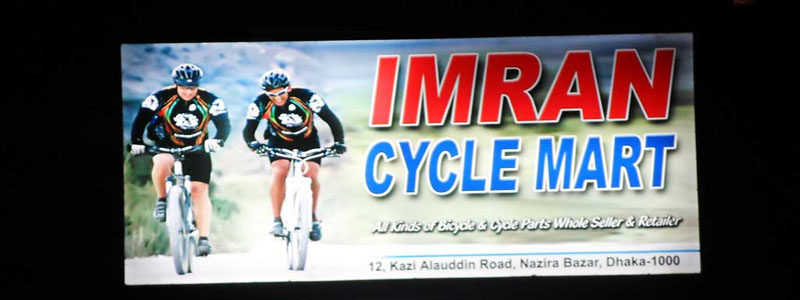 IMRAN
CYCLE MART
All Kinds of Bicycle & Cycle Parts Whole Seller & Retailer
12, Kazi Alauddin Road, Nazira Bazar, Dhaka-1000